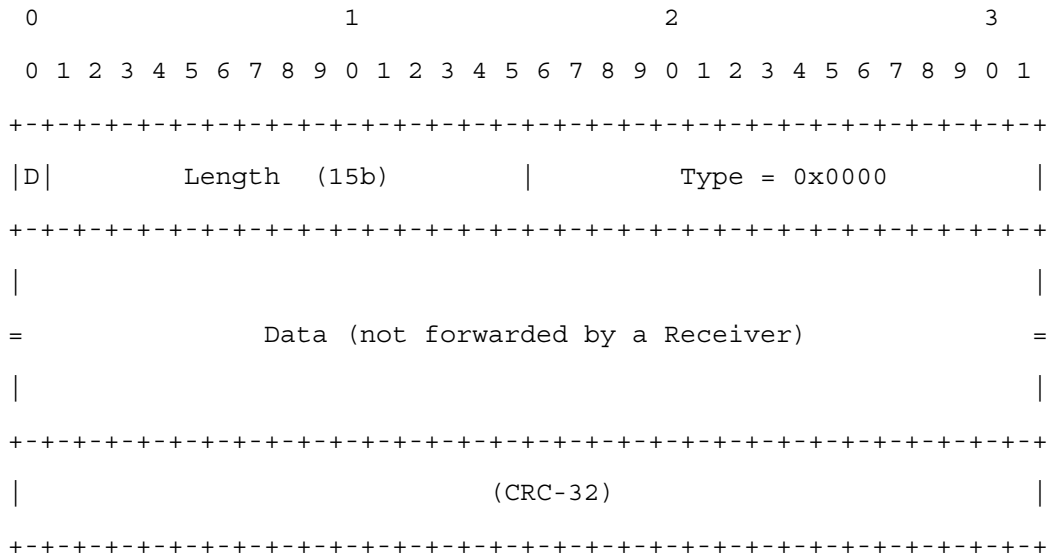 0                   1                   2                   3
 0 1 2 3 4 5 6 7 8 9 0 1 2 3 4 5 6 7 8 9 0 1 2 3 4 5 6 7 8 9 0 1
+-+-+-+-+-+-+-+-+-+-+-+-+-+-+-+-+-+-+-+-+-+-+-+-+-+-+-+-+-+-+-+-+
|D|        Length  (15b)        |         Type = 0x0000         |
+-+-+-+-+-+-+-+-+-+-+-+-+-+-+-+-+-+-+-+-+-+-+-+-+-+-+-+-+-+-+-+-+
|                                                               |
=               Data (not forwarded by a Receiver)              =
|                                                               |
+-+-+-+-+-+-+-+-+-+-+-+-+-+-+-+-+-+-+-+-+-+-+-+-+-+-+-+-+-+-+-+-+
|                             (CRC-32)                          |
+-+-+-+-+-+-+-+-+-+-+-+-+-+-+-+-+-+-+-+-+-+-+-+-+-+-+-+-+-+-+-+-+